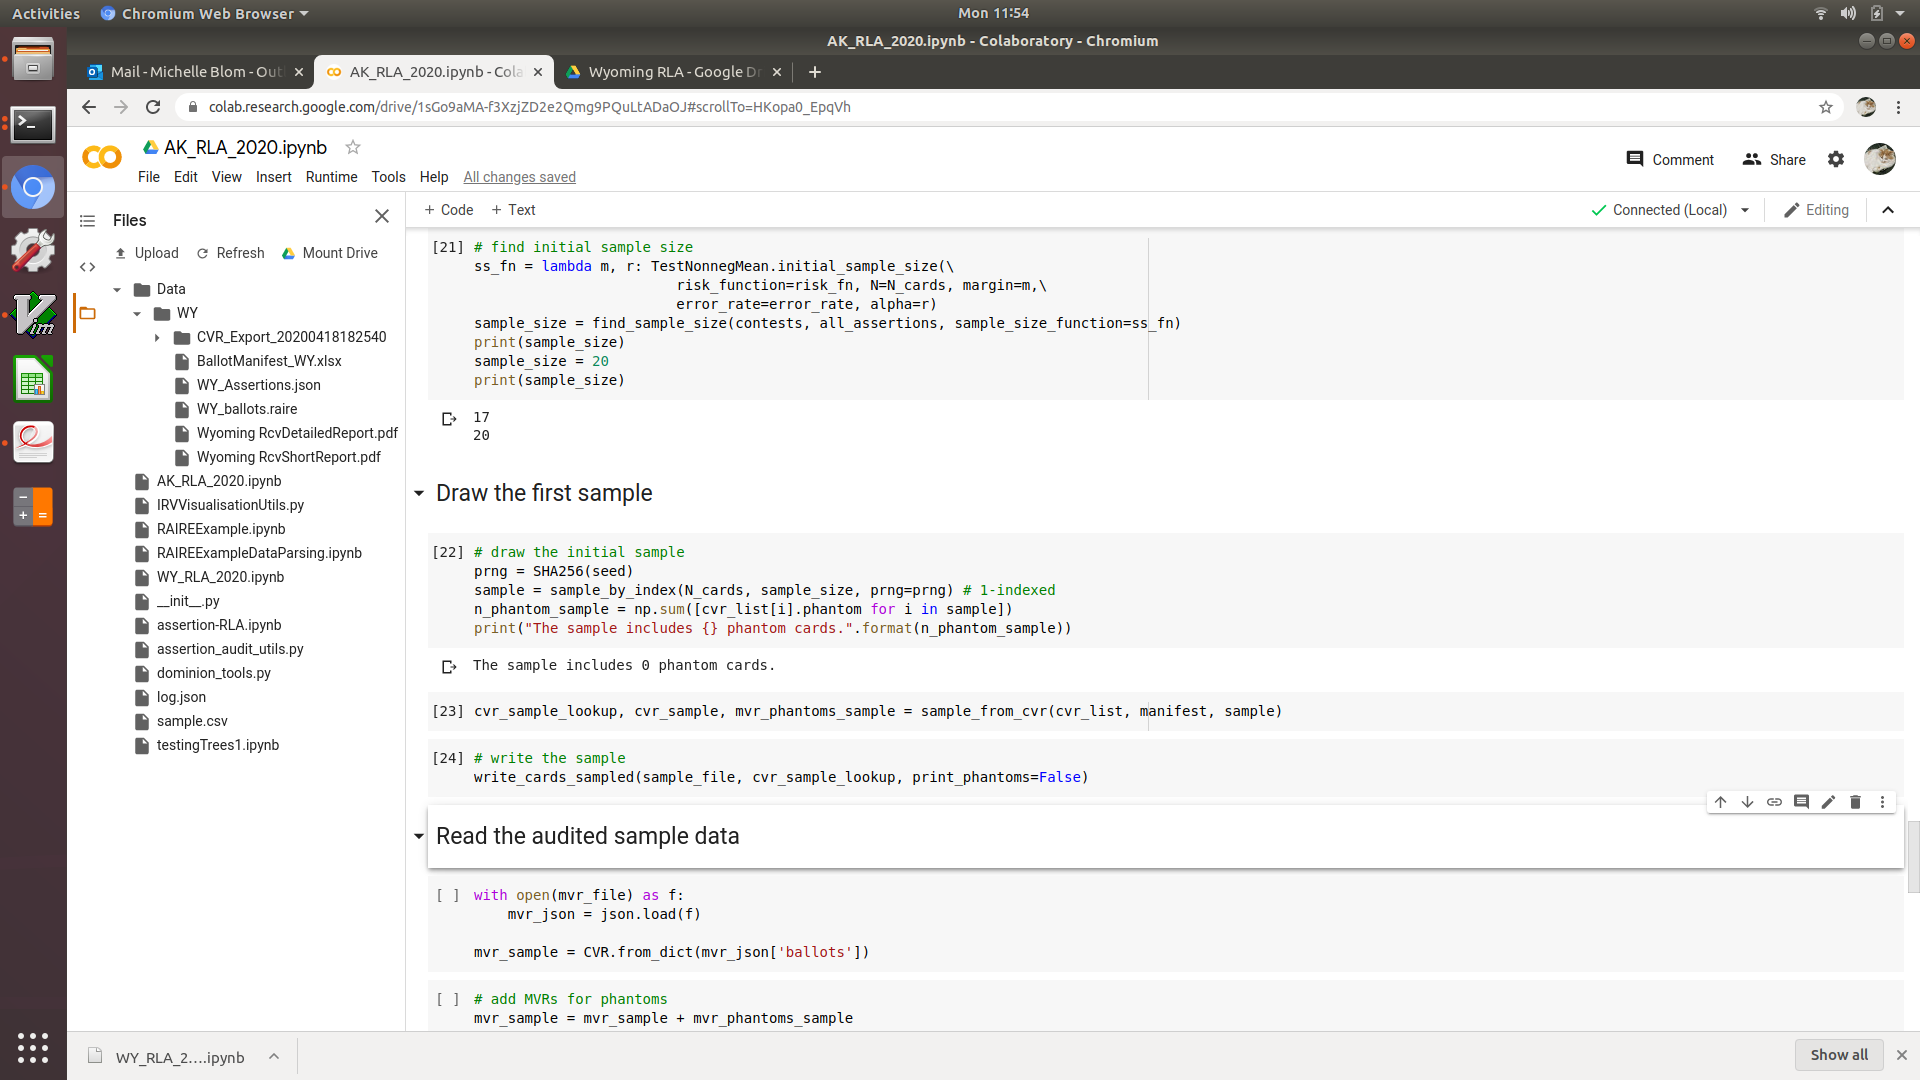 Activities
Chromium Web Browser
Mon 11:54
AK_RLA_2020.ipynb - Colaboratory - Chromium
Mail - Michelle Blom - Out
AK_RLA_2020.ipynb - Cola
Wyoming RLA - Google Dr
colab.research.google.com/drive/1sGo9aMA-f3XzjZD2e2Qmg9PQuLtADaOJ#scrollTo=HKopa0_EpqVh
AK_RLA_2020.ipynb
Comment
Share
File Edit View Insert Runtime Tools Help All changes saved
Files
Upload Refresh Mount Drive
Data
WY
CVR_Export_20200418182540
BallotManifest_WY.xlsx
WY_Assertions.json
WY_ballots.raire
Wyoming RcvDetailedReport.pdf
Wyoming RcvShortReport.pdf
AK_RLA_2020.ipynb
IRVVisualisationUtils.py
RAIREExample.ipynb
RAIREExampleDataParsing.ipynb
WY_RLA_2020.ipynb
__init__.py
assertion-RLA.ipynb
assertion_audit_utils.py
dominion_tools.py
log.json
sample.csv
testingTrees1.ipynb
+ Code + Text
Connected (Local)
Editing
[21] # find initial sample size
ss_fn = lambda m, r: TestNonnegMean.initial_sample_size(\
risk_function=risk_fn, N=N_cards, margin=m,\
error_rate=error_rate, alpha=r)
sample_size = find_sample_size(contests, all_assertions, sample_size_function=ss_fn)
print(sample_size)
sample_size = 20
print(sample_size)
17
20
Draw the first sample
[22] # draw the initial sample
prng = SHA256(seed)
sample = sample_by_index(N_cards, sample_size, prng=prng) # 1-indexed
n_phantom_sample = np.sum([cvr_list[i].phantom for i in sample])
print("The sample includes {} phantom cards.".format(n_phantom_sample))
The sample includes 0 phantom cards.
[23] cvr_sample_lookup, cvr_sample, mvr_phantoms_sample = sample_from_cvr(cvr_list, manifest, sample)
[24] # write the sample
write_cards_sampled(sample_file, cvr_sample_lookup, print_phantoms=False)
Read the audited sample data
[ ] with open(mvr_file) as f:
mvr_json = json.load(f)
mvr_sample = CVR.from_dict(mvr_json['ballots'])
[ ] # add MVRs for phantoms
mvr_sample = mvr_sample + mvr_phantoms_sample
WY_RLA_2....ipynb
Show all